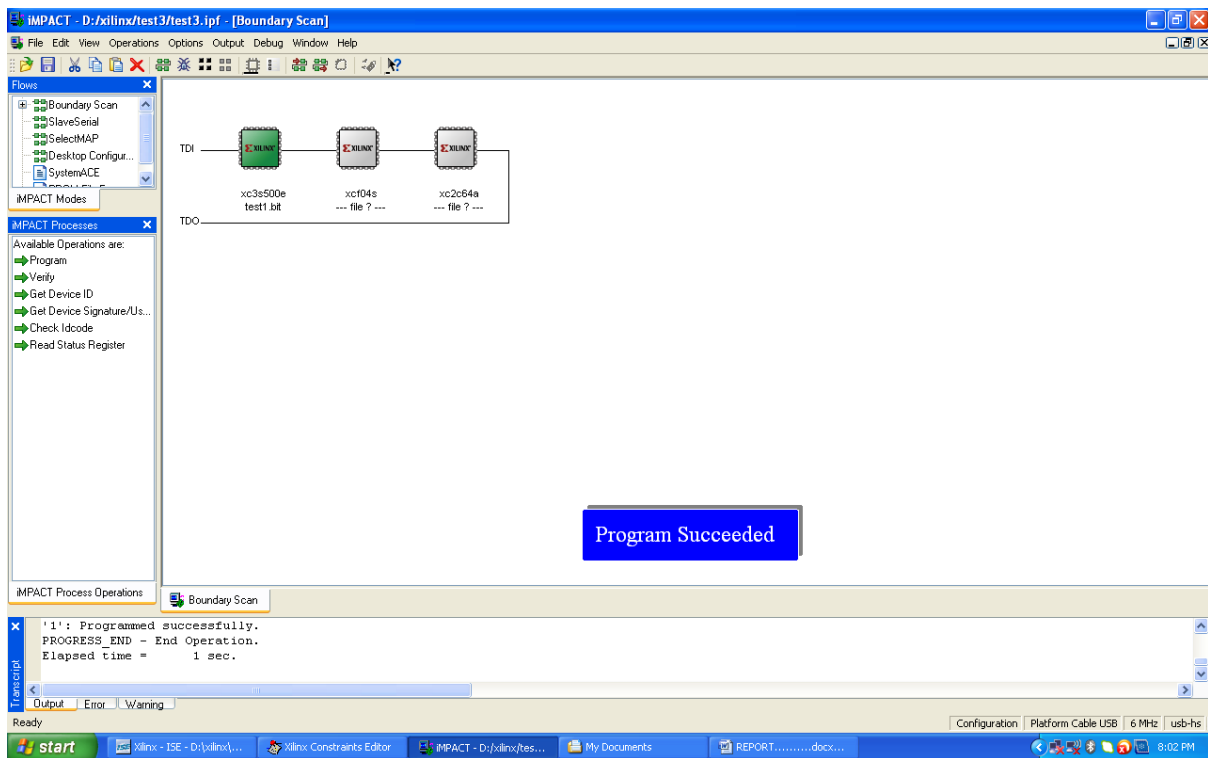 iMPACT - D:/xilinx/test3/test3.ipf - [Boundary Scan]
File Edit View Operations Options Output Debug Window Help
Flows
Boundary Scan
SlaveSerial
SelectMAP
Desktop Configur...
SystemACE
iMPACT Modes
iMPACT Processes
Available Operations are:
Program
Verify
Get Device ID
Get Device Signature/Us...
Check Idcode
Read Status Register
iMPACT Process Operations
TDI
XILINX XILINX XILINX
xc3s500e xcf04s xc2c64a
test1.bit --- file ? --- --- file ? ---
TDO
Program Succeeded
Boundary Scan
'1': Programmed successfully.
PROGRESS_END - End Operation.
Elapsed time = 1 sec.
Transcript
Output Error Warning
Ready
Configuration Platform Cable USB 6 MHz usb-hs
start Xilinx - ISE - D:\xilinx\... Xilinx Constraints Editor iMPACT - D:/xilinx/tes... My Documents REPORT..........docx... 8:02 PM